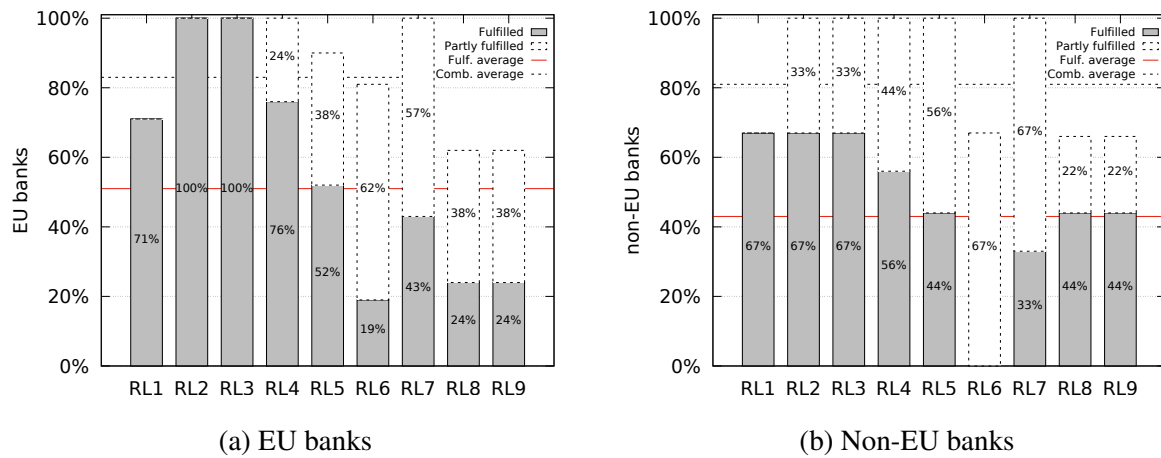 100%
80%
60%
40%
20%
0%
EU banks
Fulfilled
Partly fulfilled
Fulf. average
Comb. average
24%
38%
57%
62%
100% 100%
38% 38%
71%
76%
52%
43%
19%
24% 24%
RL1 RL2 RL3 RL4 RL5 RL6 RL7 RL8 RL9
(a) EU banks
100%
80%
60%
40%
20%
0%
non-EU banks
Fulfilled
Partly fulfilled
Fulf. average
Comb. average
33% 33%
44%
56%
67%
22% 22%
67% 67% 67%
67%
56%
44%
33%
44% 44%
RL1 RL2 RL3 RL4 RL5 RL6 RL7 RL8 RL9
(b) Non-EU banks